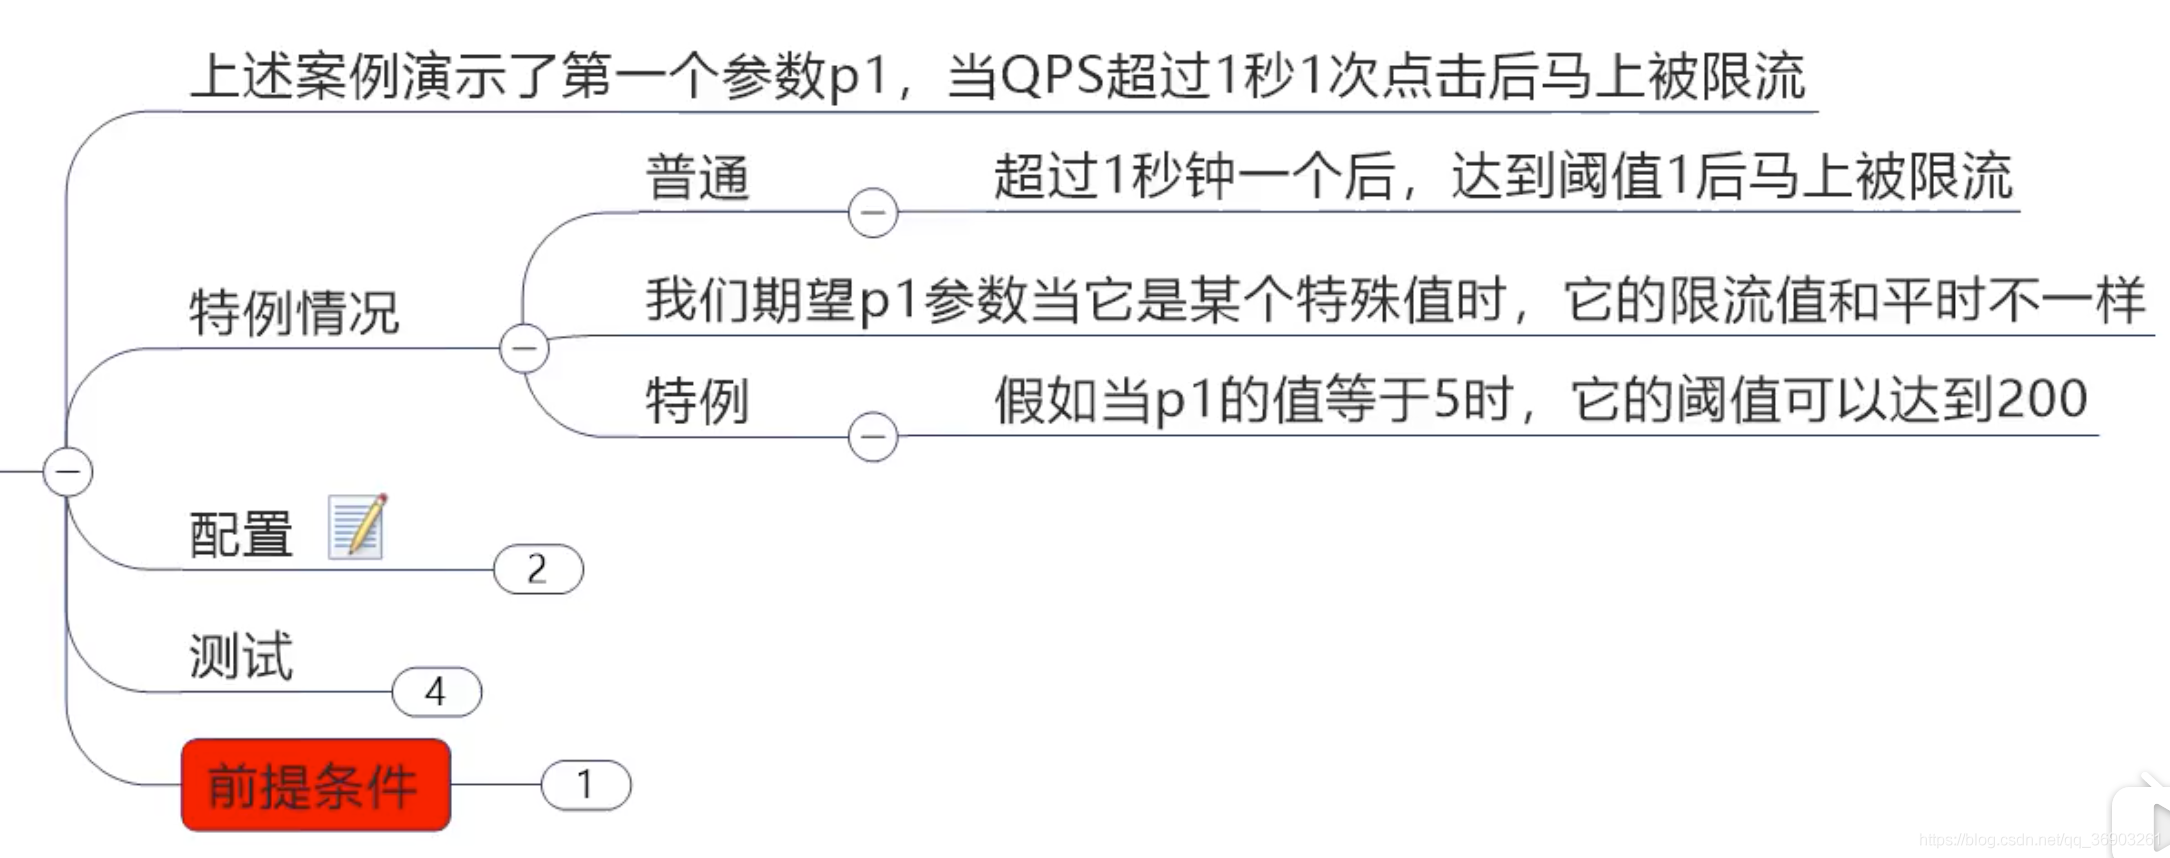 上述案例演示了第一个参数p1，当QPS超过1秒1次点击后马上被限流
普通
超过1秒钟一个后，达到阈值1后马上被限流
特例情况
我们期望p1参数当它是某个特殊值时，它的限流值和平时不一样
特例
假如当p1的值等于5时，它的阈值可以达到200
配置
2
测试
4
前提条件
1
https://blog.csdn.net/qq_36903261